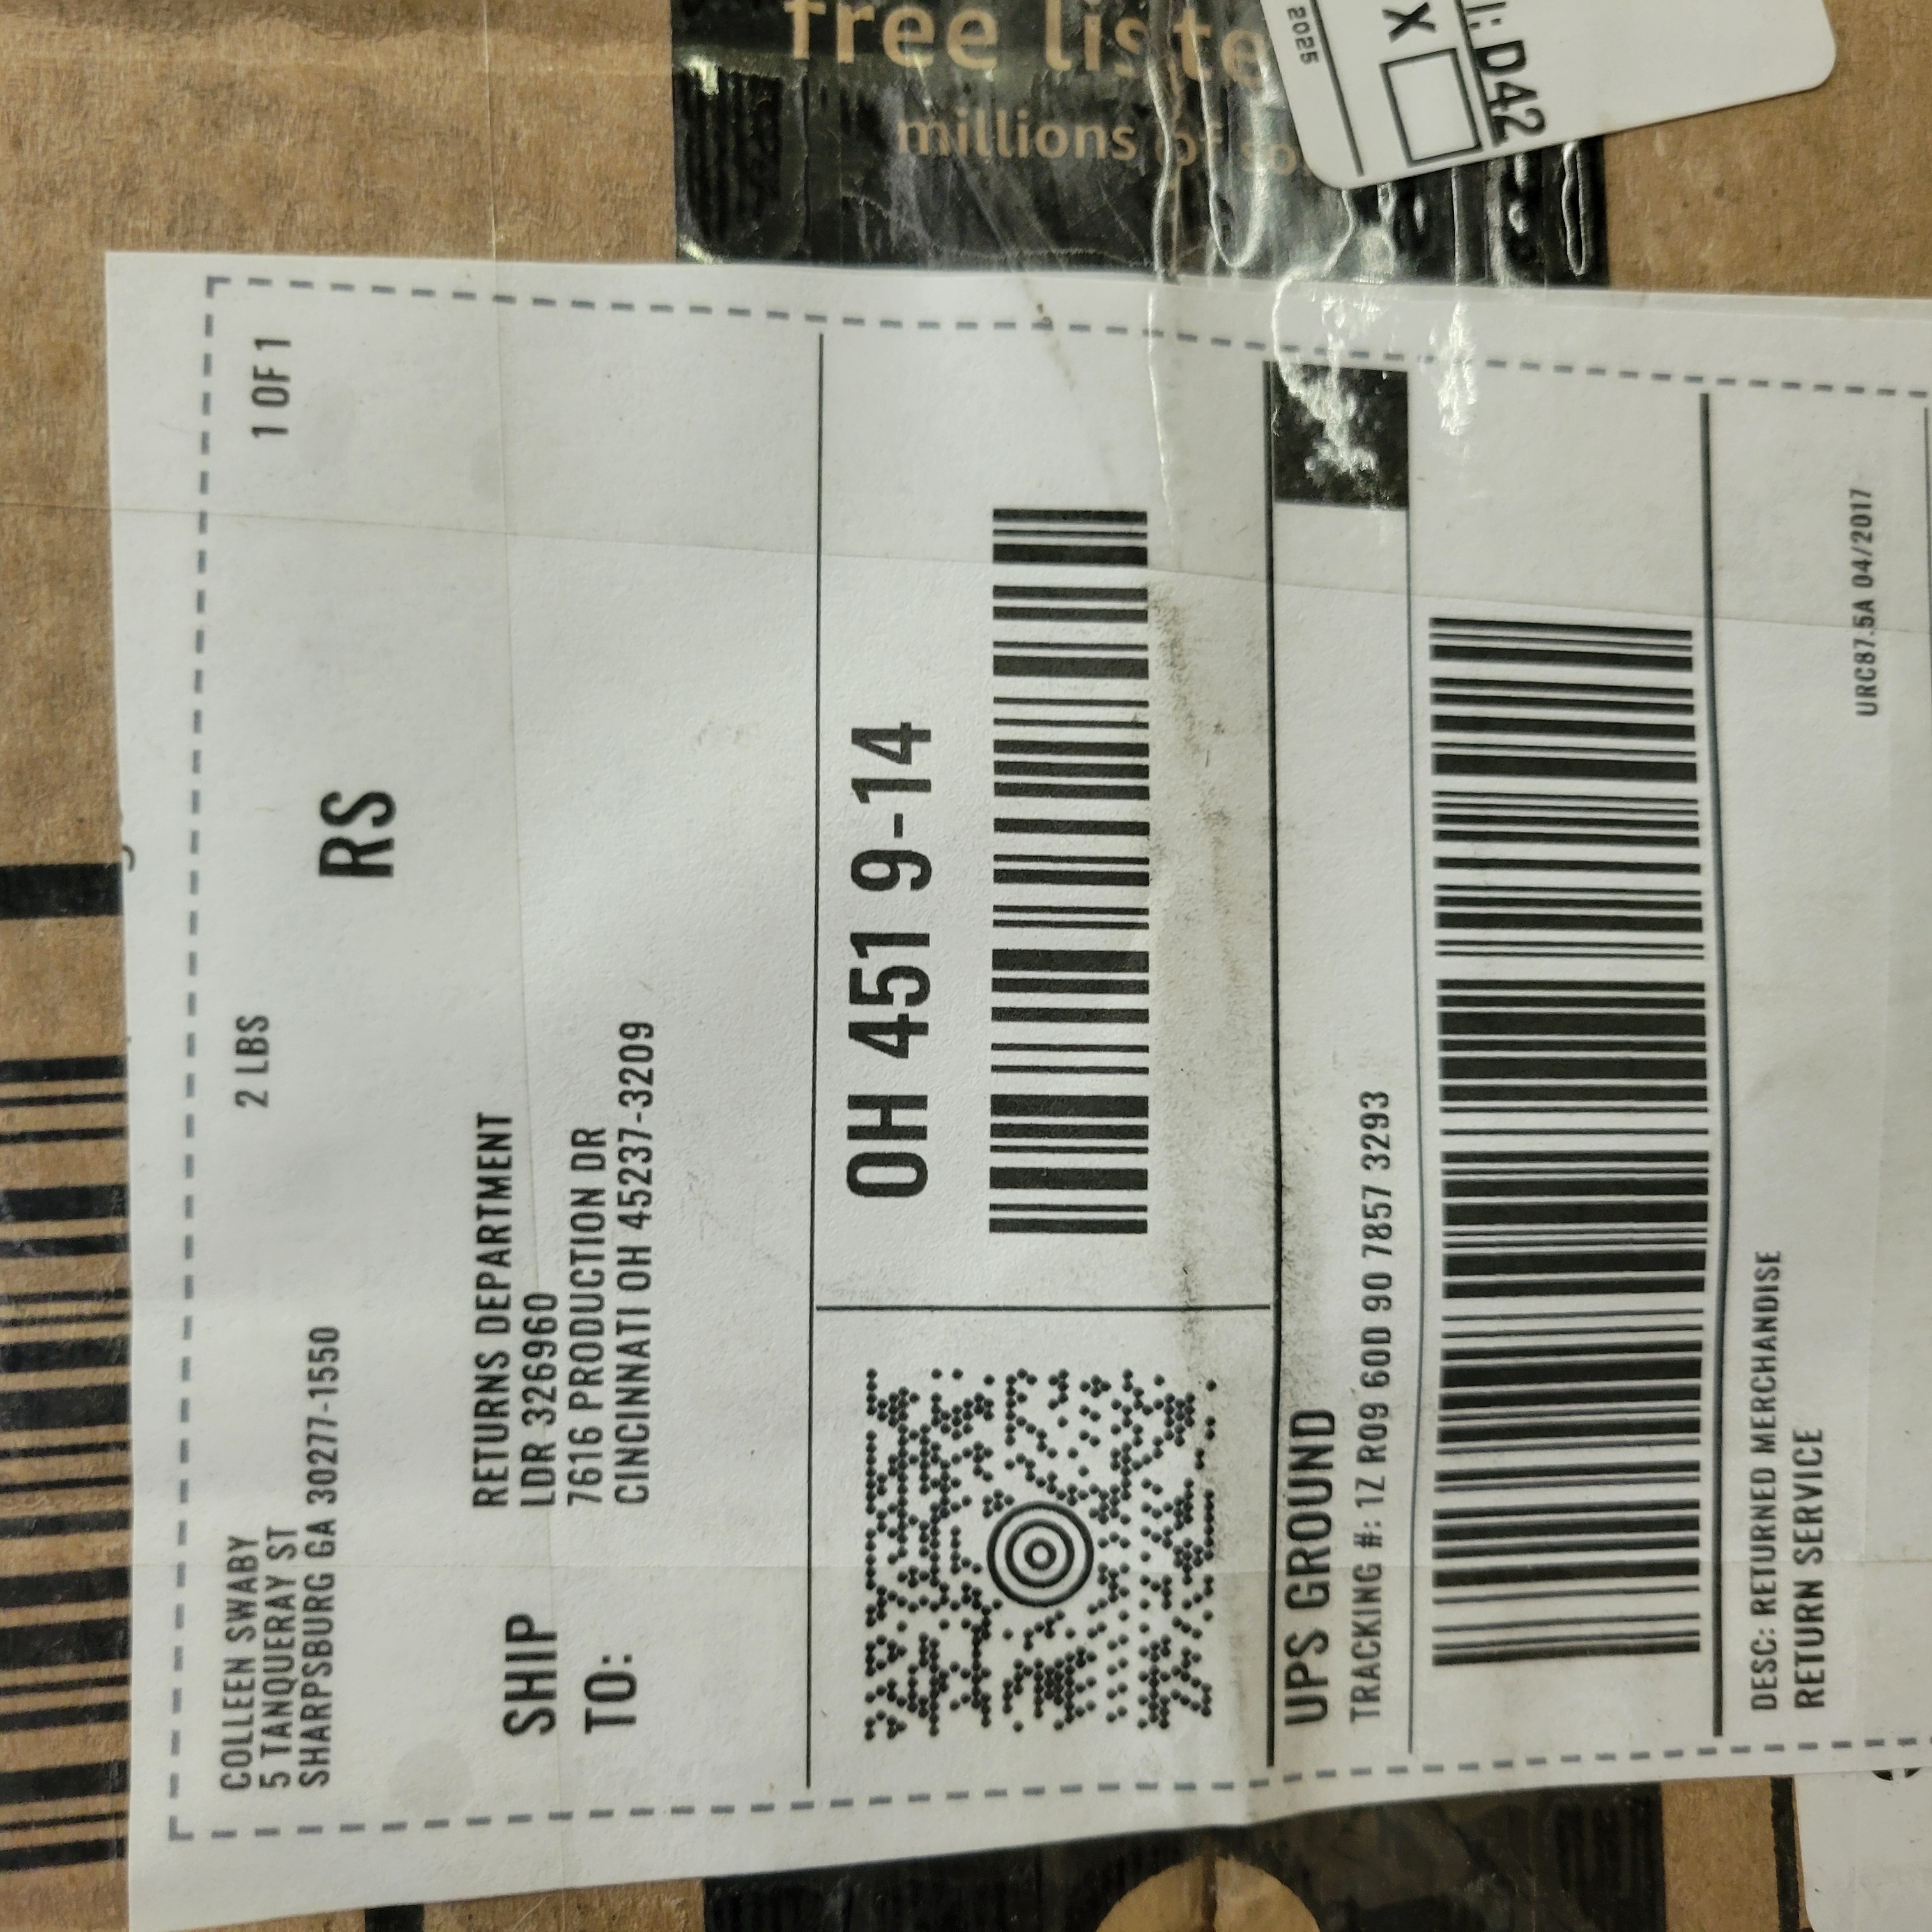 free liste
millions of so
2025
X
I: D42
COLLEEN SWABY
5 TANQUERAY ST
SHARPSBURG GA 30277-1550
2 LBS
1 OF 1
RS
SHIP
TO:
RETURNS DEPARTMENT
LDR 326960
7616 PRODUCTION DR
CINCINNATI OH 45237-3209
OH 451 9-14
UPS GROUND
TRACKING #: 1Z R09 60D 90 7857 3293
DESC: RETURNED MERCHANDISE
RETURN SERVICE
URC87.5A 04/2017